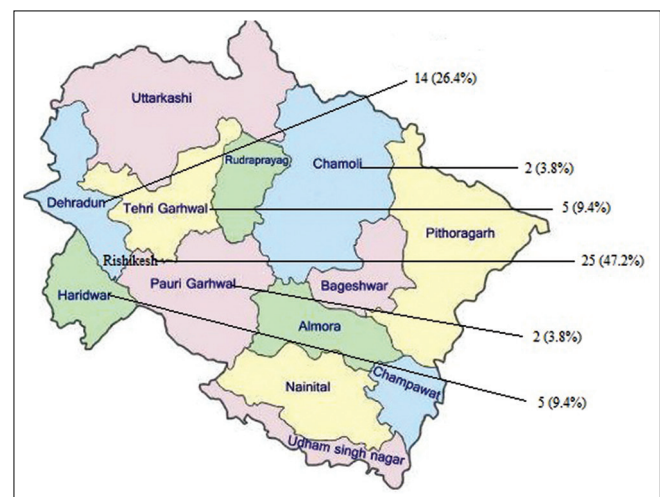 14 (26.4%)
Uttarkashi
Rudraprayag
Chamoli
2 (3.8%)
Dehradun
Tehri Garhwal
5 (9.4%)
Pithoragarh
Rishikesh
25 (47.2%)
Pauri Garhwal
Bageshwar
Haridwar
Almora
2 (3.8%)
Nainital
Champawat
5 (9.4%)
Udham singh nagar